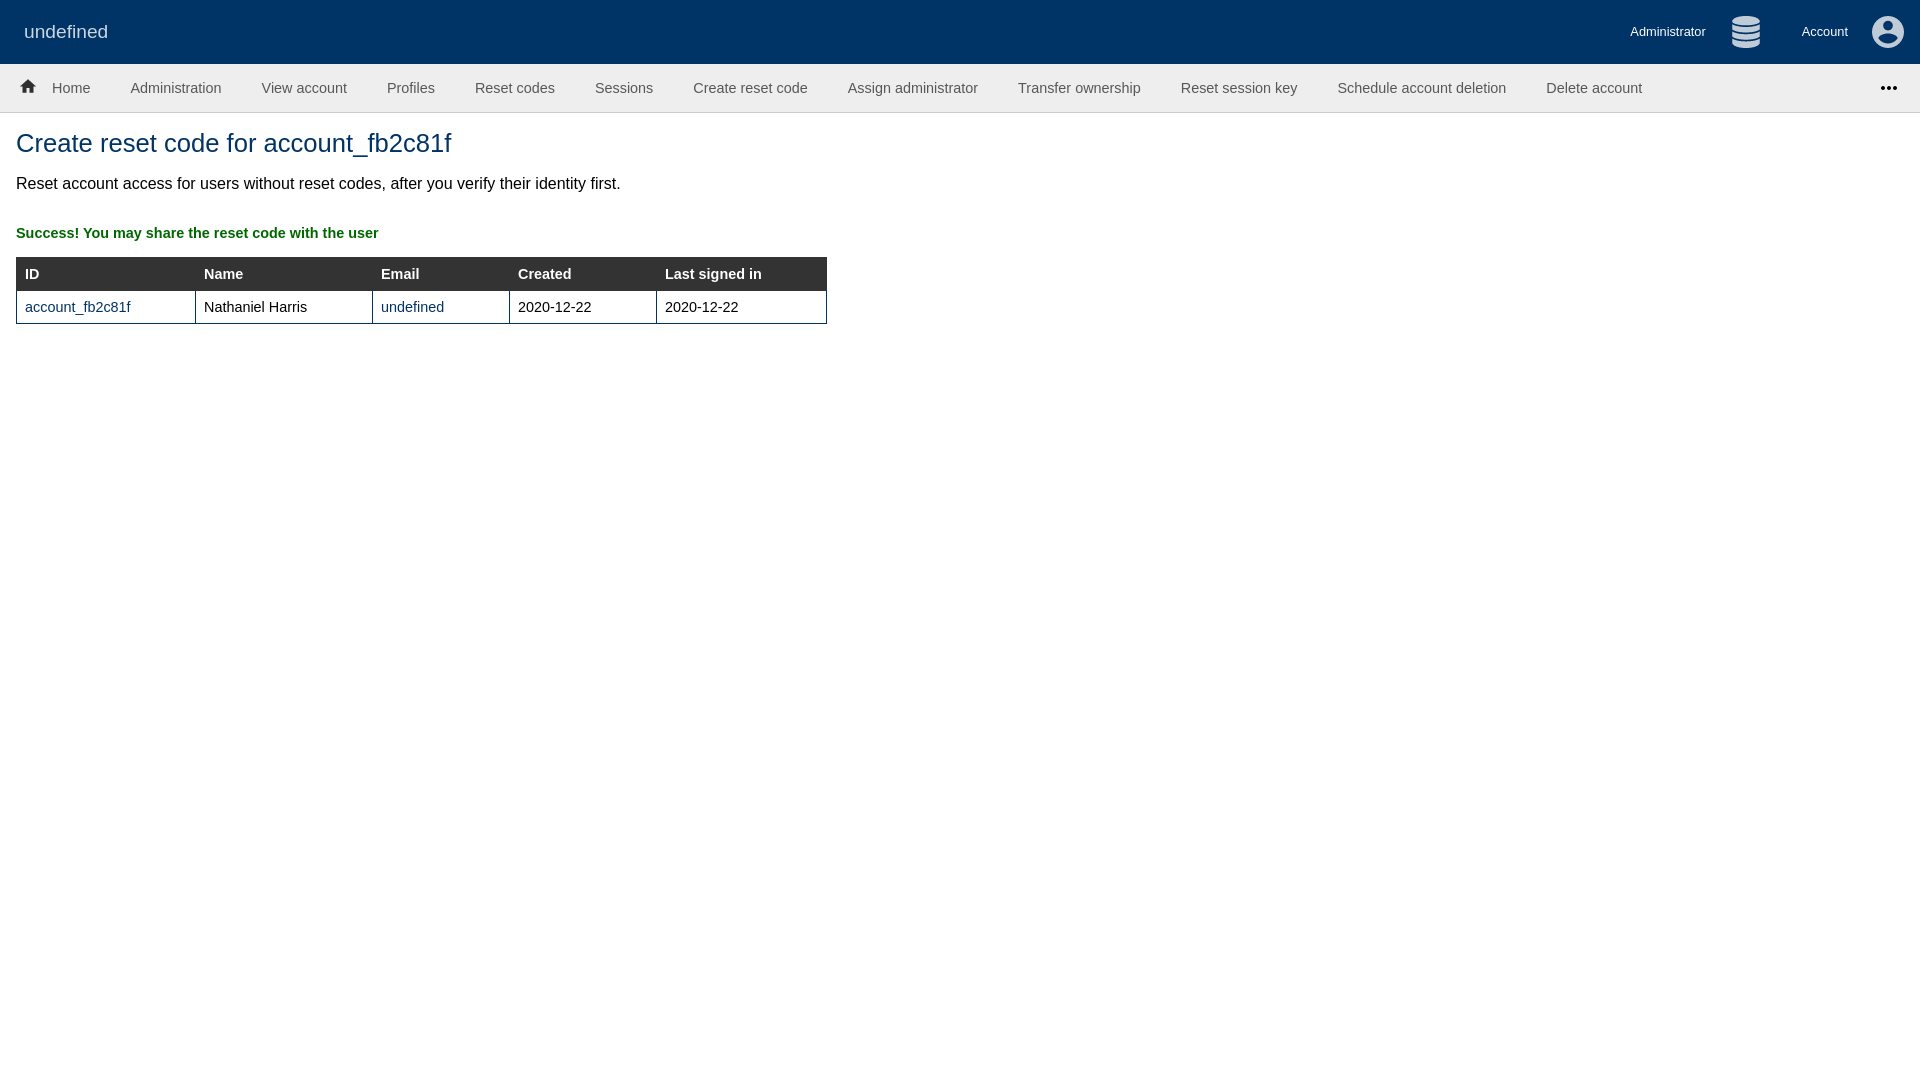 undefined
Administrator
Account
Home Administration View account Profiles Reset codes Sessions Create reset code Assign administrator Transfer ownership Reset session key Schedule account deletion Delete account
Create reset code for account_fb2c81f
Reset account access for users without reset codes, after you verify their identity first.
Success! You may share the reset code with the user
ID Name Email Created Last signed in
account_fb2c81f Nathaniel Harris undefined 2020-12-22 2020-12-22